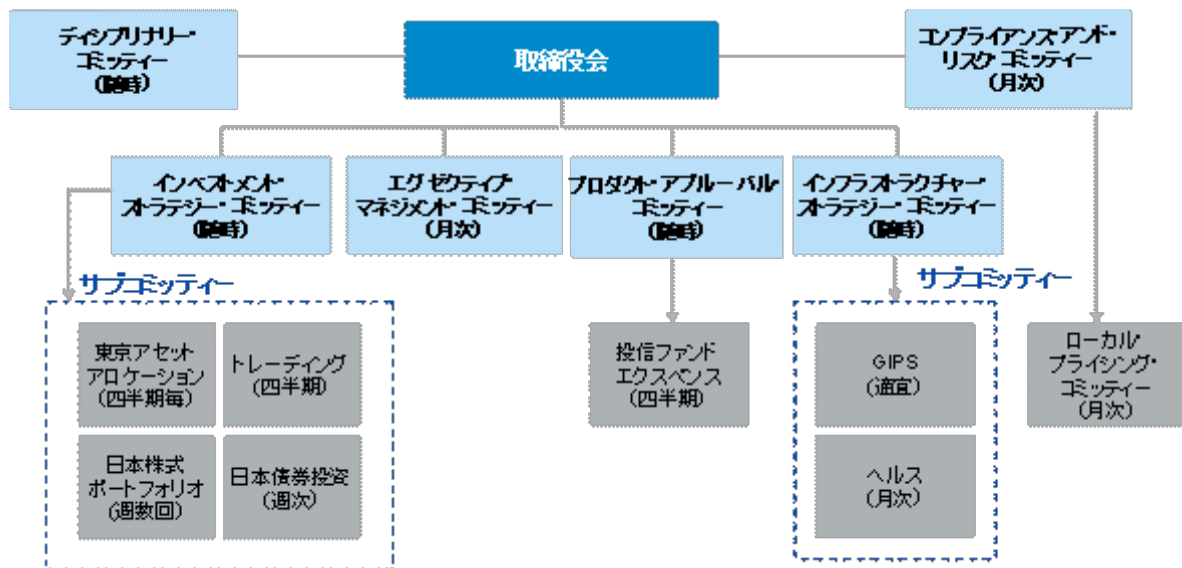 ディシプリナリー・
コミッティー
(臨時)
取締役会
コンプライアンス・アンド・
リスク・コミッティー
(月次)
インベストメント・
ストラテジー・コミッティー
(臨時)
エグゼクティブ・
マネジメント・コミッティー
(月次)
プロダクト・アプルーバル・
コミッティー
(臨時)
インフラストラクチャー・
ストラテジー・コミッティー
(臨時)
サブコミッティー
サブコミッティー
東京アセット
アロケーション
(四半期毎)
トレーディング
(四半期)
投信ファンド
エクスペンス
(四半期)
GIPS
(適宜)
ローカル・
プライシング・
コミッティー
(月次)
日本株式
ポートフォリオ
(週数回)
日本債券投資
(週次)
ヘルス
(月次)